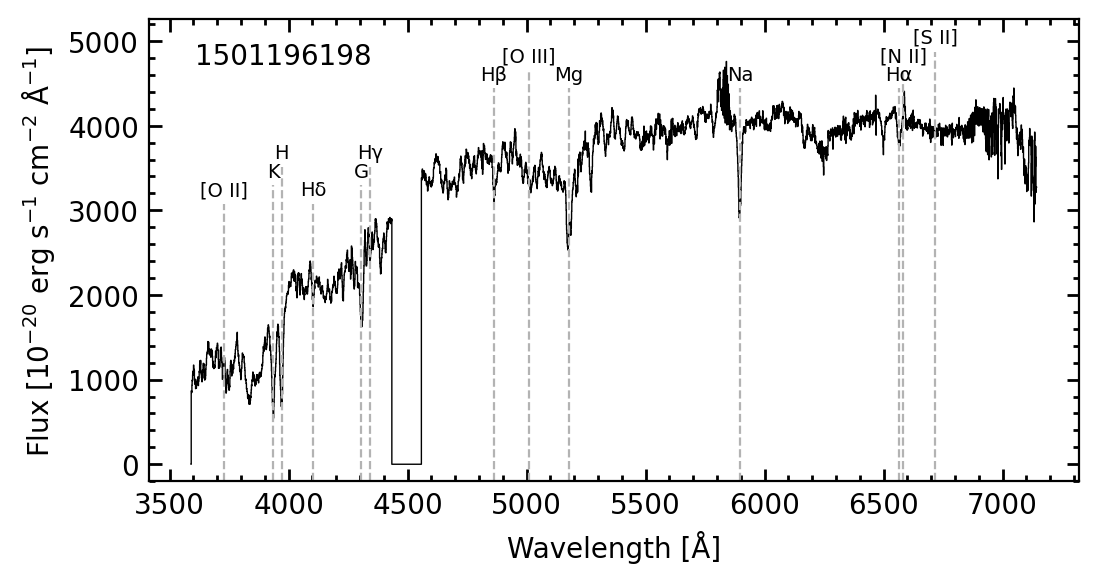 1501196198
[S II]
[O III]
[N II]
Hβ
Mg
Na
Hα
H
Hγ
K
G
[O II]
Hδ
5000
4000
3000
2000
1000
0
Flux [10⁻²⁰ erg s⁻¹ cm⁻² Å⁻¹]
3500 4000 4500 5000 5500 6000 6500 7000
Wavelength [Å]